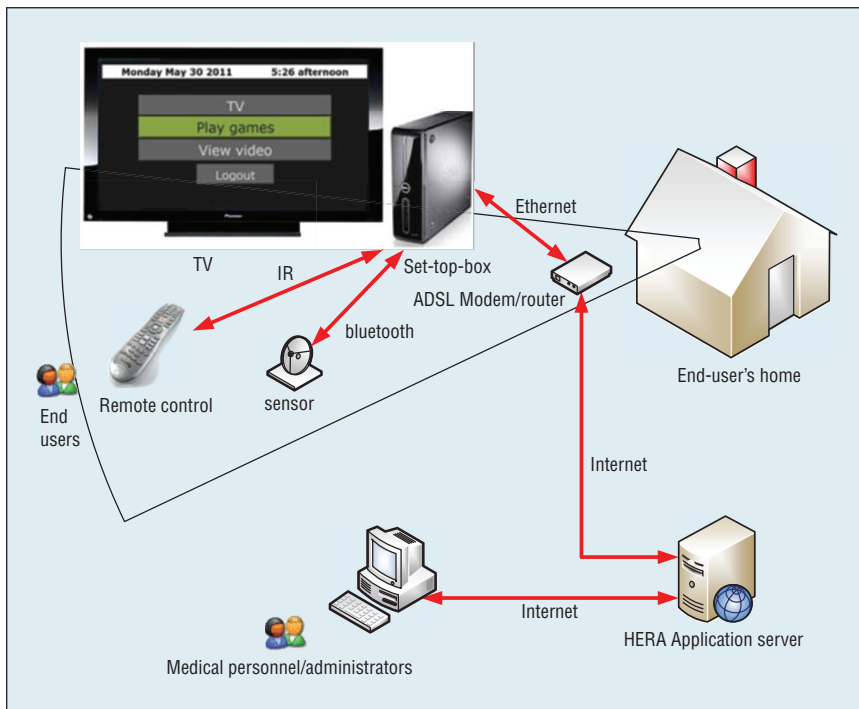 Monday May 30 2011 5:26 afternoon
TV
Play games
View video
Logout
Pioneer
DELL
Ethernet
TV
IR
Set-top-box
ADSL Modem/router
bluetooth
End
users
Remote control
sensor
End-user's home
Internet
Internet
HERA Application server
Medical personnel/administrators